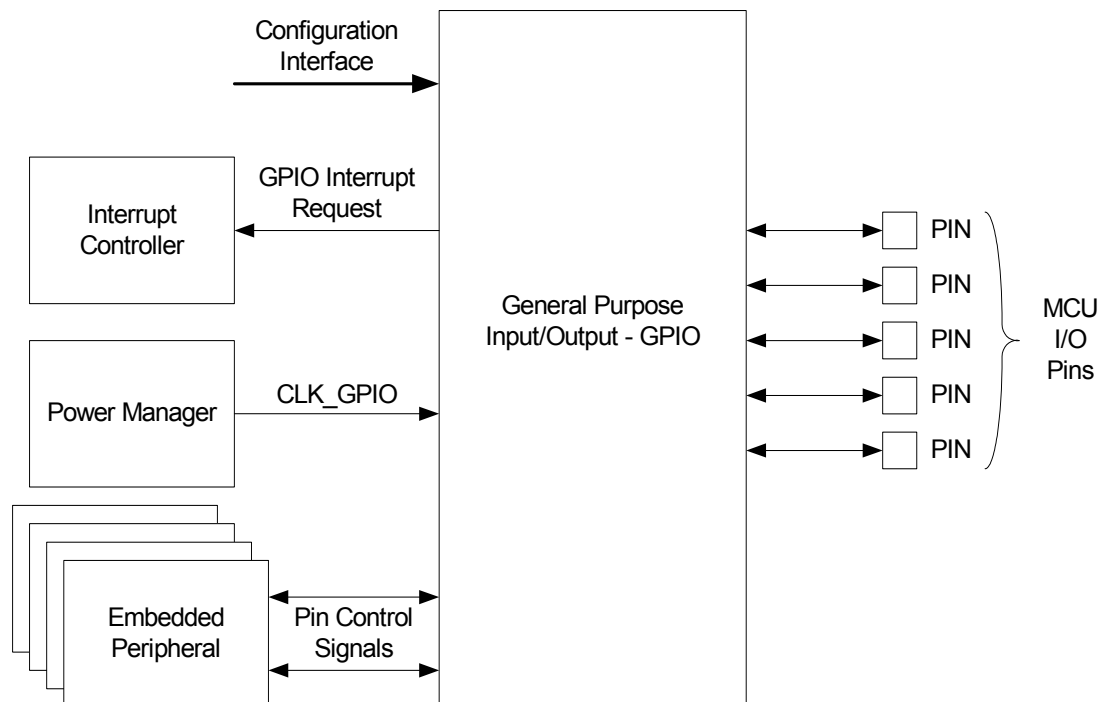 Configuration
Interface
GPIO Interrupt
Request
Interrupt
Controller
General Purpose
Input/Output - GPIO
PIN
PIN
PIN
PIN
PIN
MCU
I/O
Pins
Power Manager
CLK_GPIO
Embedded
Peripheral
Pin Control
Signals